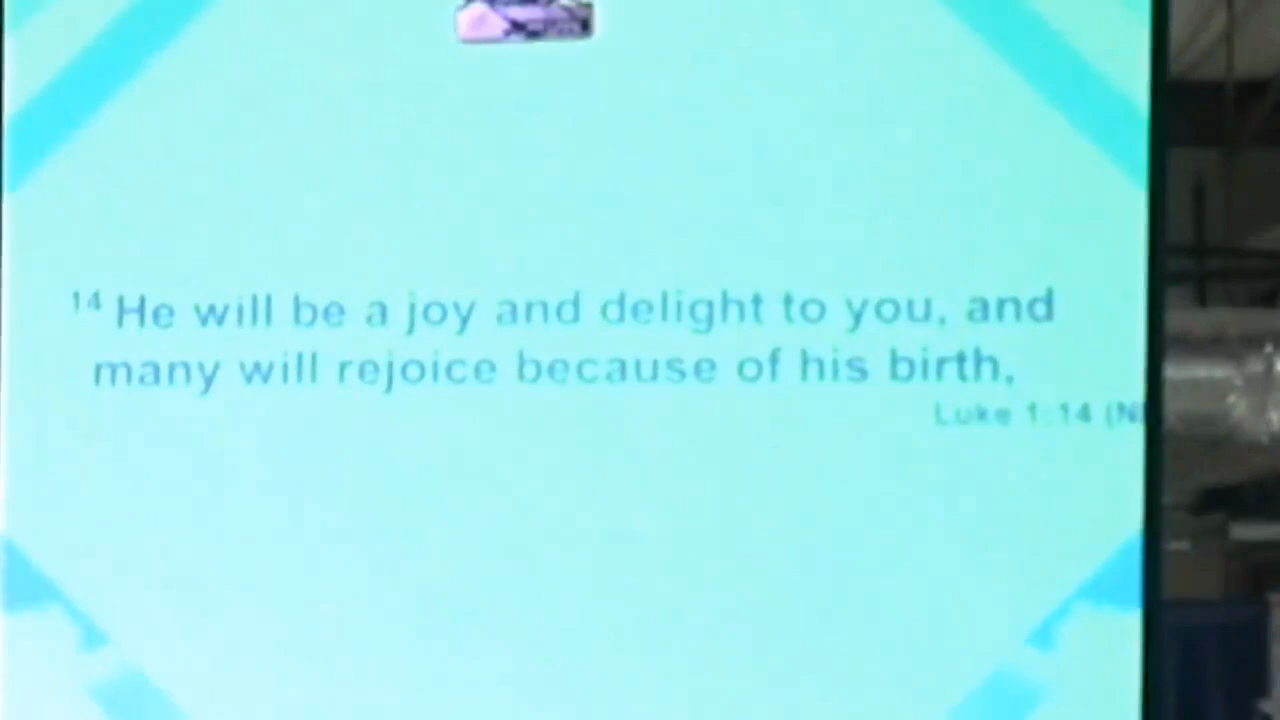 14 He will be a joy and delight to you, and
many will rejoice because of his birth,
Luke 1:14 (N